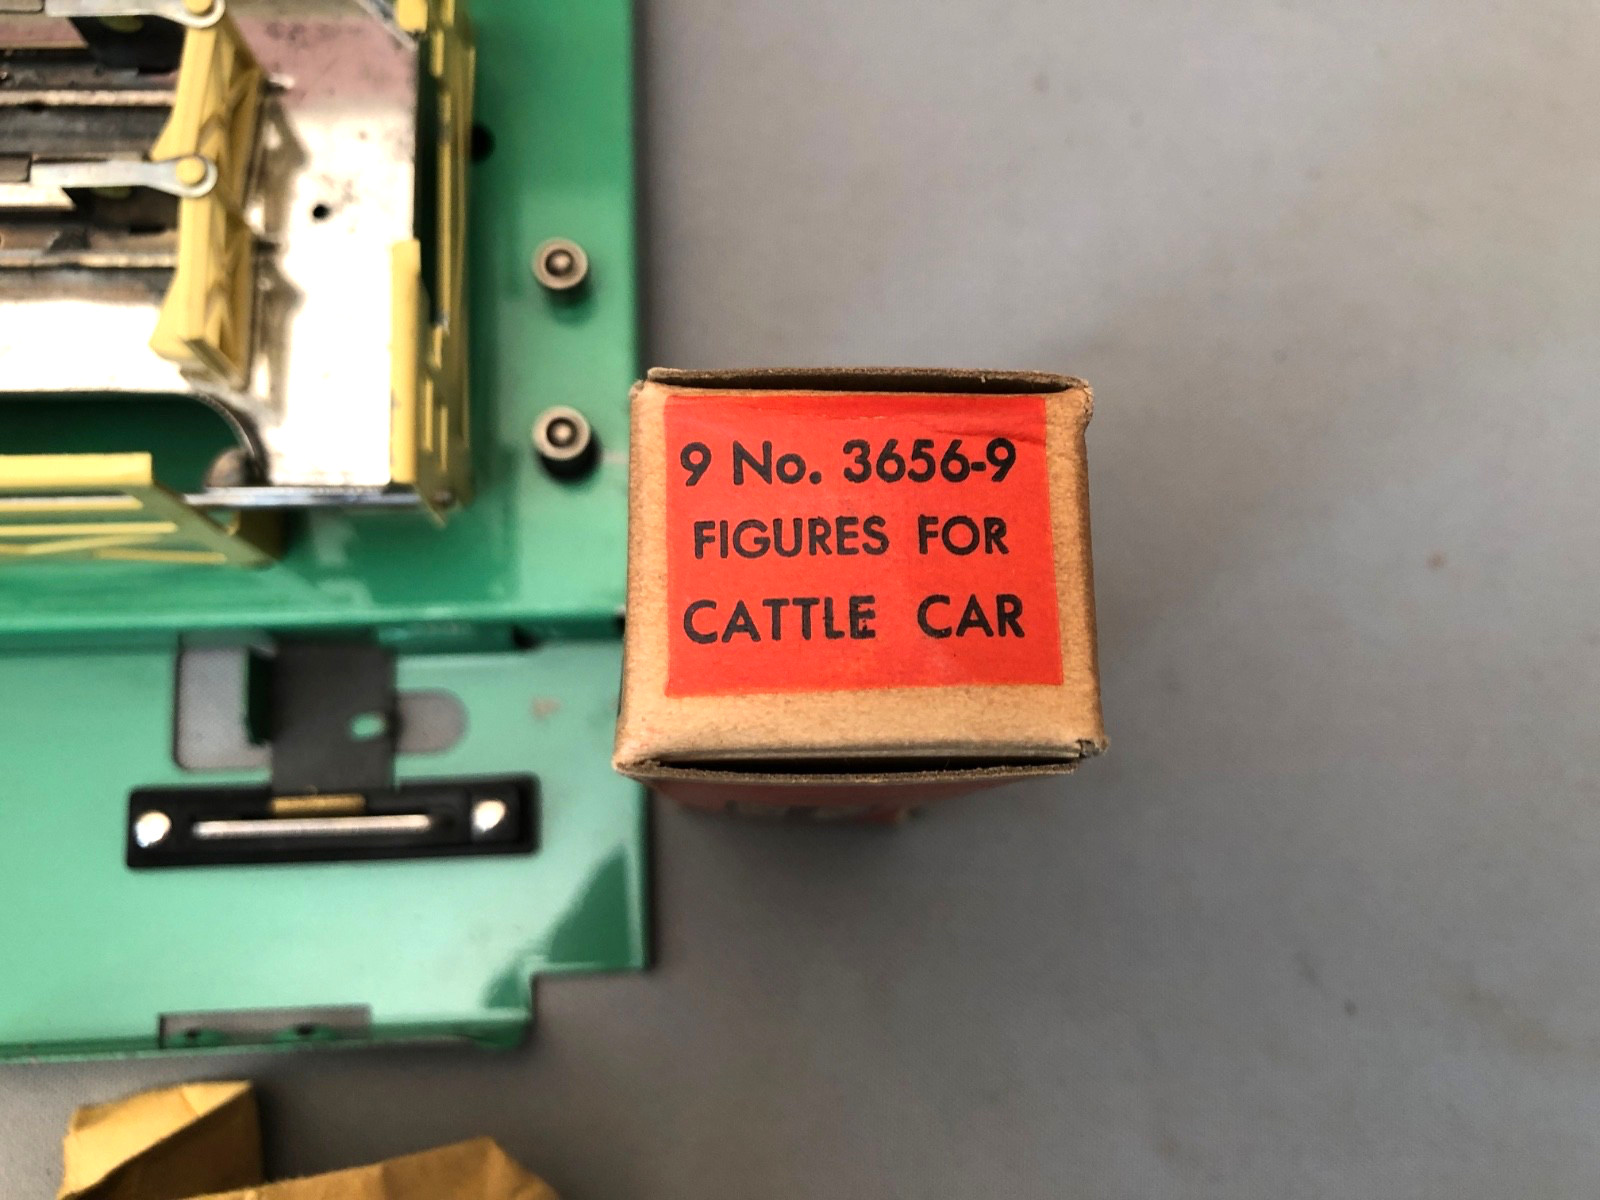 9 No. 3656-9
FIGURES FOR
CATTLE CAR